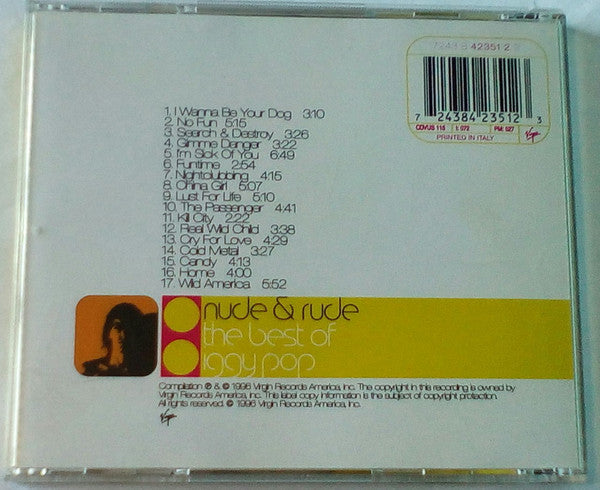 7243 8 42351 2
7 24384 23512 3
CDVUS 115 I: 072 PM: 527
PRINTED IN ITALY
Virgin
1. I Wanna Be Your Dog 3:10
2. No Fun 5:15
3. Search & Destroy 3:26
4. Gimme Danger 3:22
5. I'm Sick Of You 6:49
6. Funtime 2:54
7. Nightclubbing 4:15
8. China Girl 5:07
9. Lust For Life 5:10
10. The Passenger 4:41
11. Kill City 2:22
12. Real Wild Child 3:38
13. Cry For Love 4:29
14. Cold Metal 3:27
15. Candy 4:13
16. Home 4:00
17. Wild America 5:52
nude & rude
the best of
iggy pop
Compilation ℗ & © 1996 Virgin Records America, Inc. The copyright in this recording is owned by
Virgin Records America, Inc. This label copy information is the subject of copyright protection.
All rights reserved. © 1996 Virgin Records America, Inc.
Virgin